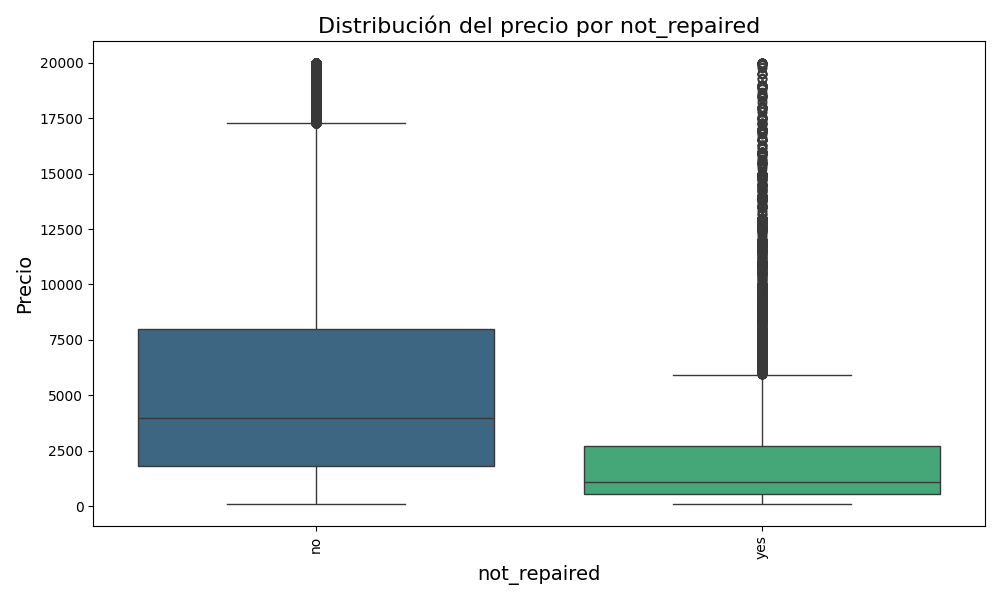 Distribución del precio por not_repaired
20000
17500
15000
12500
10000
7500
5000
2500
0
Precio
no
yes
not_repaired